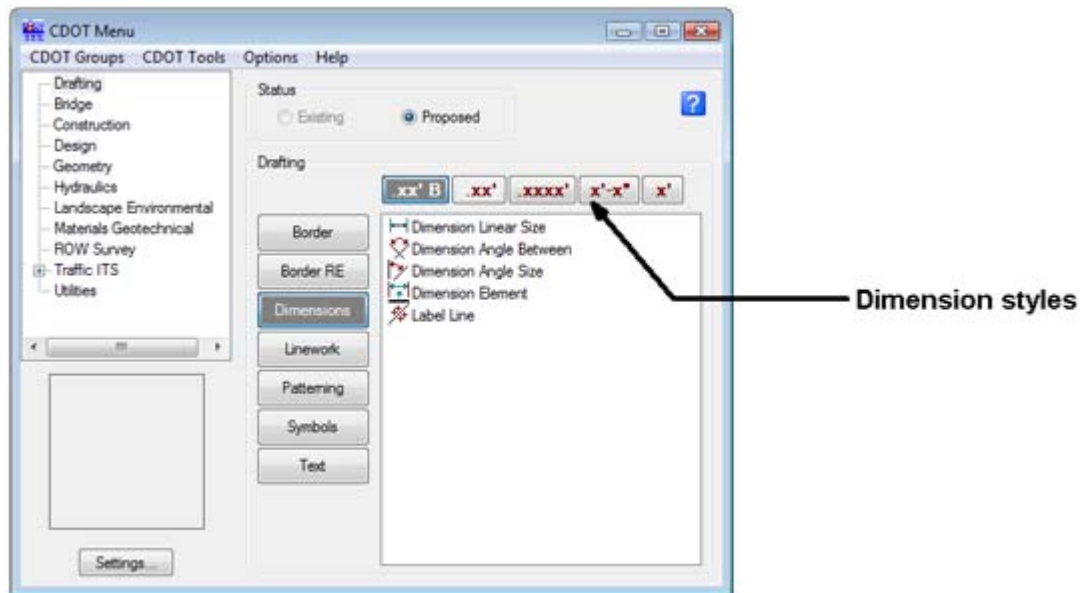 CDOT Menu
CDOT Groups CDOT Tools Options Help
Drafting
Bridge
Construction
Design
Geometry
Hydraulics
Landscape Environmental
Materials Geotechnical
ROW Survey
Traffic ITS
Utilities
Settings...
Status
Existing Proposed
?
Drafting
.xx' B .xx' .xxxx' x'-x" x'
Border
Border RE
Dimensions
Linework
Patterning
Symbols
Text
Dimension Linear Size
Dimension Angle Between
Dimension Angle Size
Dimension Element
Label Line
Dimension styles